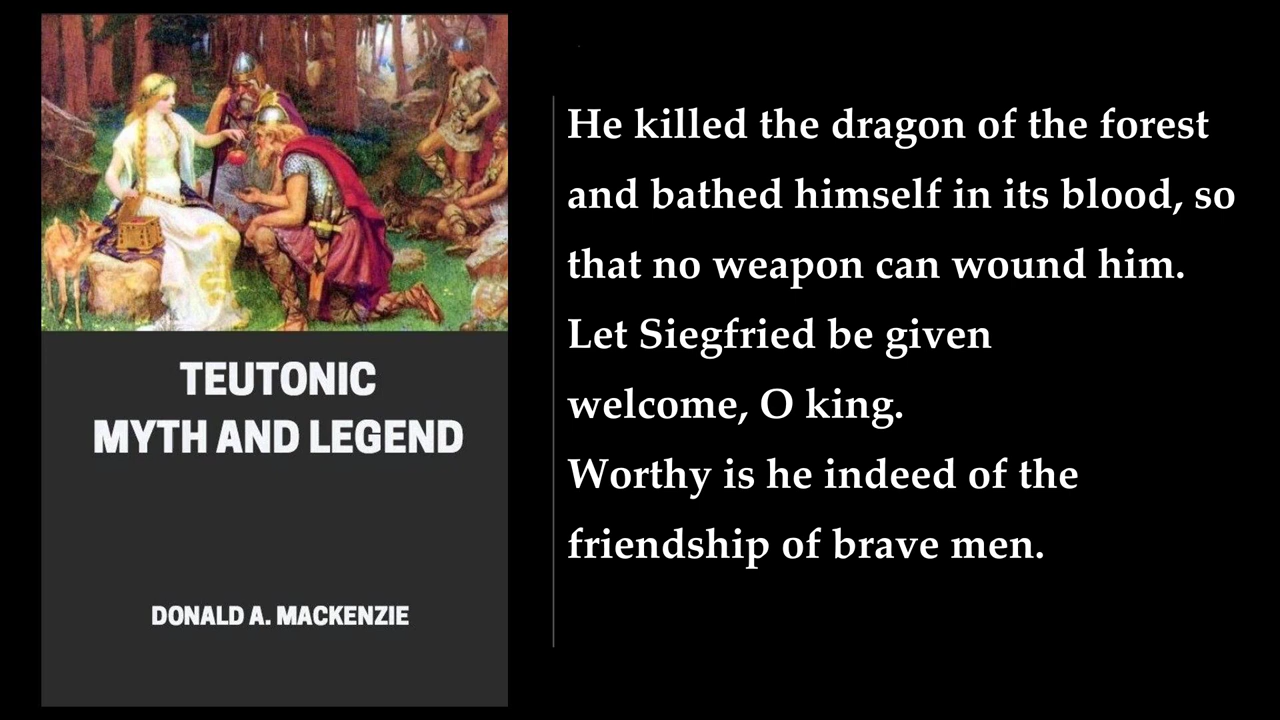 TEUTONIC
MYTH AND LEGEND
DONALD A. MACKENZIE
He killed the dragon of the forest
and bathed himself in its blood, so
that no weapon can wound him.
Let Siegfried be given
welcome, O king.
Worthy is he indeed of the
friendship of brave men.